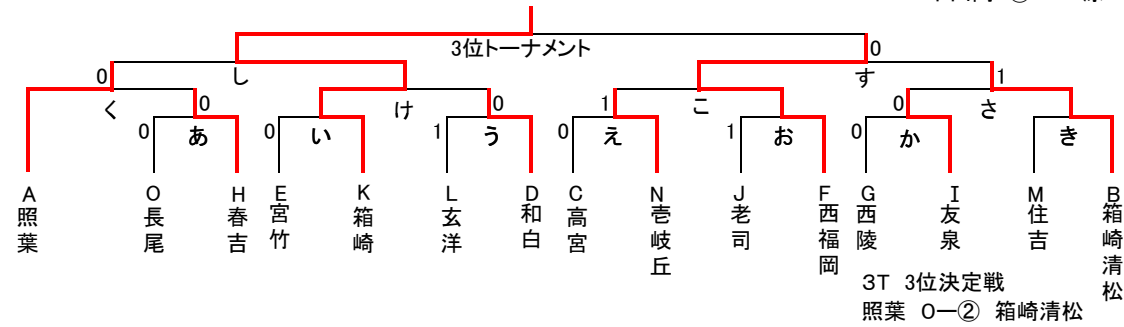 3位トーナメント
0
0 し す 1
0 く 0 け 0 1 こ 0 さ
0 あ 0 い 1 う 0 え 1 お 0 か き
A 照葉
O 長尾
H 春吉
E 宮竹
K 箱崎
L 玄洋
D 和白
C 高宮
N 壱岐丘
J 老司
F 西福岡
G 西陵
I 友泉
M 住吉
B 箱崎清松
3T 3位決定戦
照葉 0ー② 箱崎清松